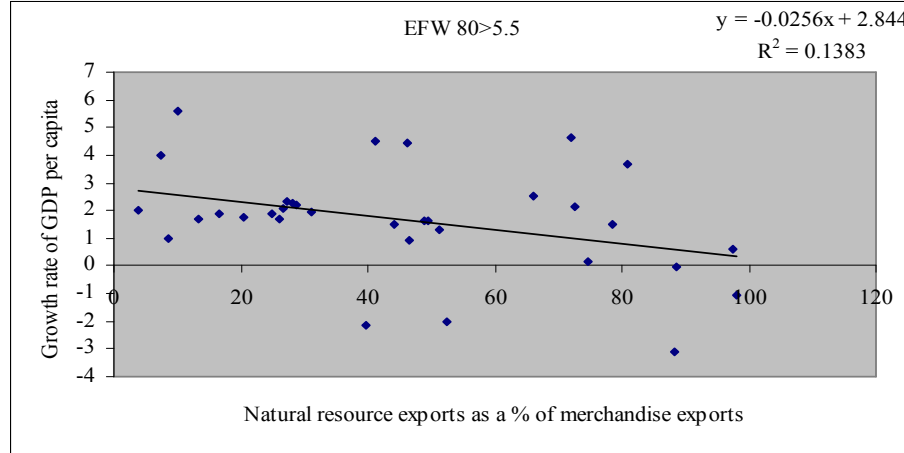 EFW 80>5.5
y = -0.0256x + 2.844
R² = 0.1383
7
6
5
4
3
2
1
0
-1
-2
-3
-4
0 20 40 60 80 100 120
Growth rate of GDP per capita
Natural resource exports as a % of merchandise exports